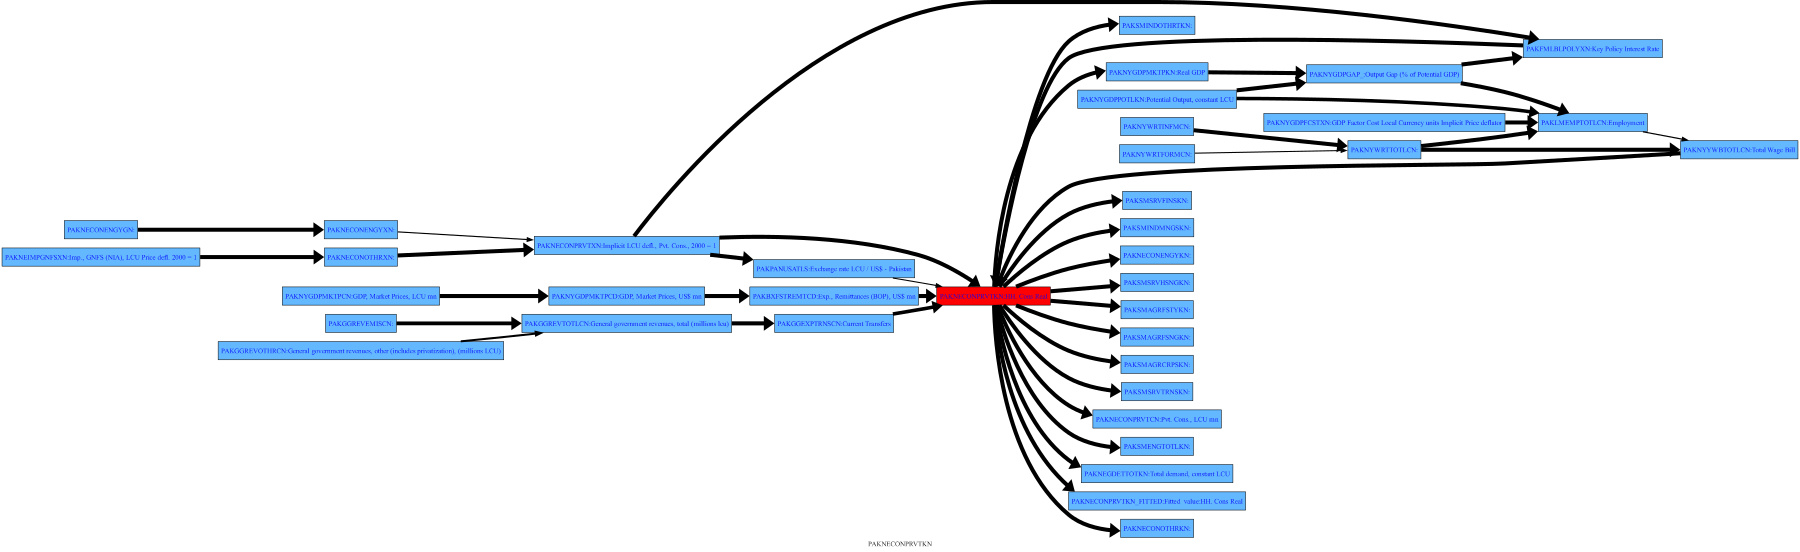 PAKSMINDOTHRTKN:
PAKFMLBLPOLYXN:Key Policy Interest Rate
PAKNYGDPMKTPKN:Real GDP
PAKNYGDPGAP_:Output Gap (% of Potential GDP)
PAKNYGDPPOTLKN:Potential Output, constant LCU
PAKNYGDPFCSTXN:GDP Factor Cost Local Currency units Implicit Price deflator
PAKLMEMPTOTLCN:Employment
PAKNYWRTINFMCN:
PAKNYWRTFORMCN:
PAKNYWRTTOTLCN:
PAKNYYWBTOTLCN:Total Wage Bill
PAKSMSRVFINSKN:
PAKNECONENGYGN:
PAKNECONENGYXN:
PAKSMINDMNGSKN:
PAKNECONPRVTXN:Implicit LCU defl., Pvt. Cons., 2000 = 1
PAKNEIMPGNFSXN:Imp., GNFS (NIA), LCU Price defl. 2000 = 1
PAKNECONOTHRXN:
PAKNECONENGYKN:
PAKPANUSATLS:Exchange rate LCU / US$ - Pakistan
PAKSMSRVHSNGKN:
PAKNYGDPMKTPCN:GDP, Market Prices, LCU mn
PAKNYGDPMKTPCD:GDP, Market Prices, US$ mn
PAKBXFSTREMTCD:Exp., Remittances (BOP), US$ mn
PAKNECONPRVTKN:HH. Cons Real
PAKSMAGRFSTYKN:
PAKGGREVEMISCN:
PAKGGREVTOTLCN:General government revenues, total (millions lcu)
PAKGGEXPTRNSCN:Current Transfers
PAKSMAGRFSNGKN:
PAKGGREVOTHRCN:General government revenues, other (includes privatization), (millions LCU)
PAKSMAGRCRPSKN:
PAKSMSRVTRNSKN:
PAKNECONPRVTCN:Pvt. Cons., LCU mn
PAKSMENGTOTLKN:
PAKNEGDETTOTKN:Total demand, constant LCU
PAKNECONPRVTKN_FITTED:Fitted value:HH. Cons Real
PAKNECONOTHRKN:
PAKNECONPRVTKN